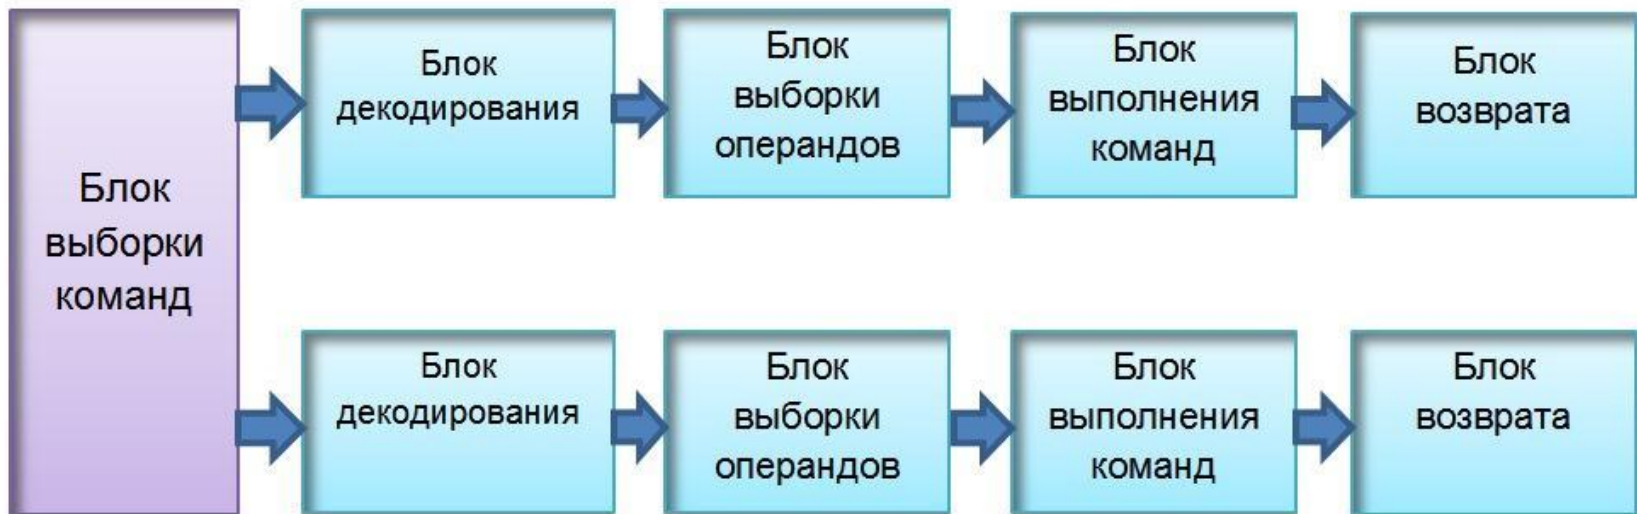 Блок
выборки
команд
Блок
декодирования
Блок
выборки
операндов
Блок
выполнения
команд
Блок
возврата
Блок
декодирования
Блок
выборки
операндов
Блок
выполнения
команд
Блок
возврата